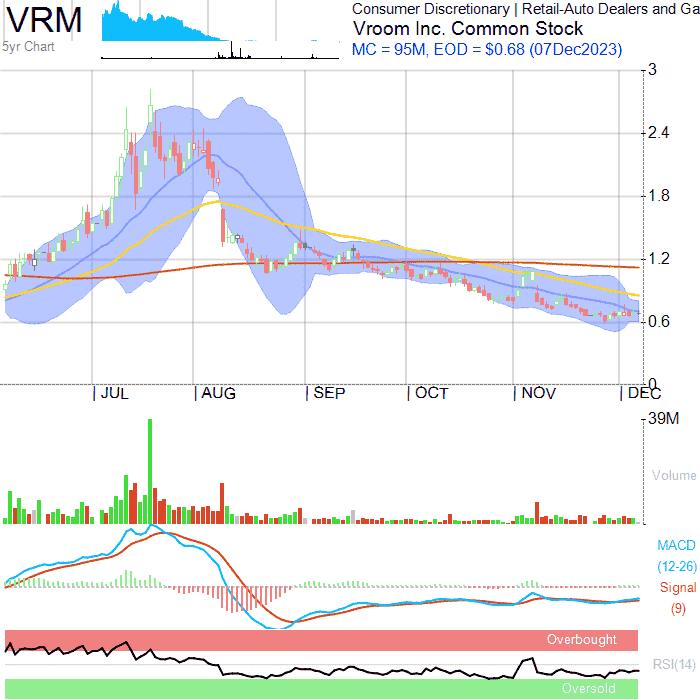 VRM
5yr Chart
Consumer Discretionary | Retail-Auto Dealers and Ga
Vroom Inc. Common Stock
MC = 95M, EOD = $0.68 (07Dec2023)
3
2.4
1.8
1.2
0.6
0
JUL AUG SEP OCT NOV DEC
39M
Volume
MACD
(12-26)
Signal
(9)
Overbought
RSI(14)
Oversold